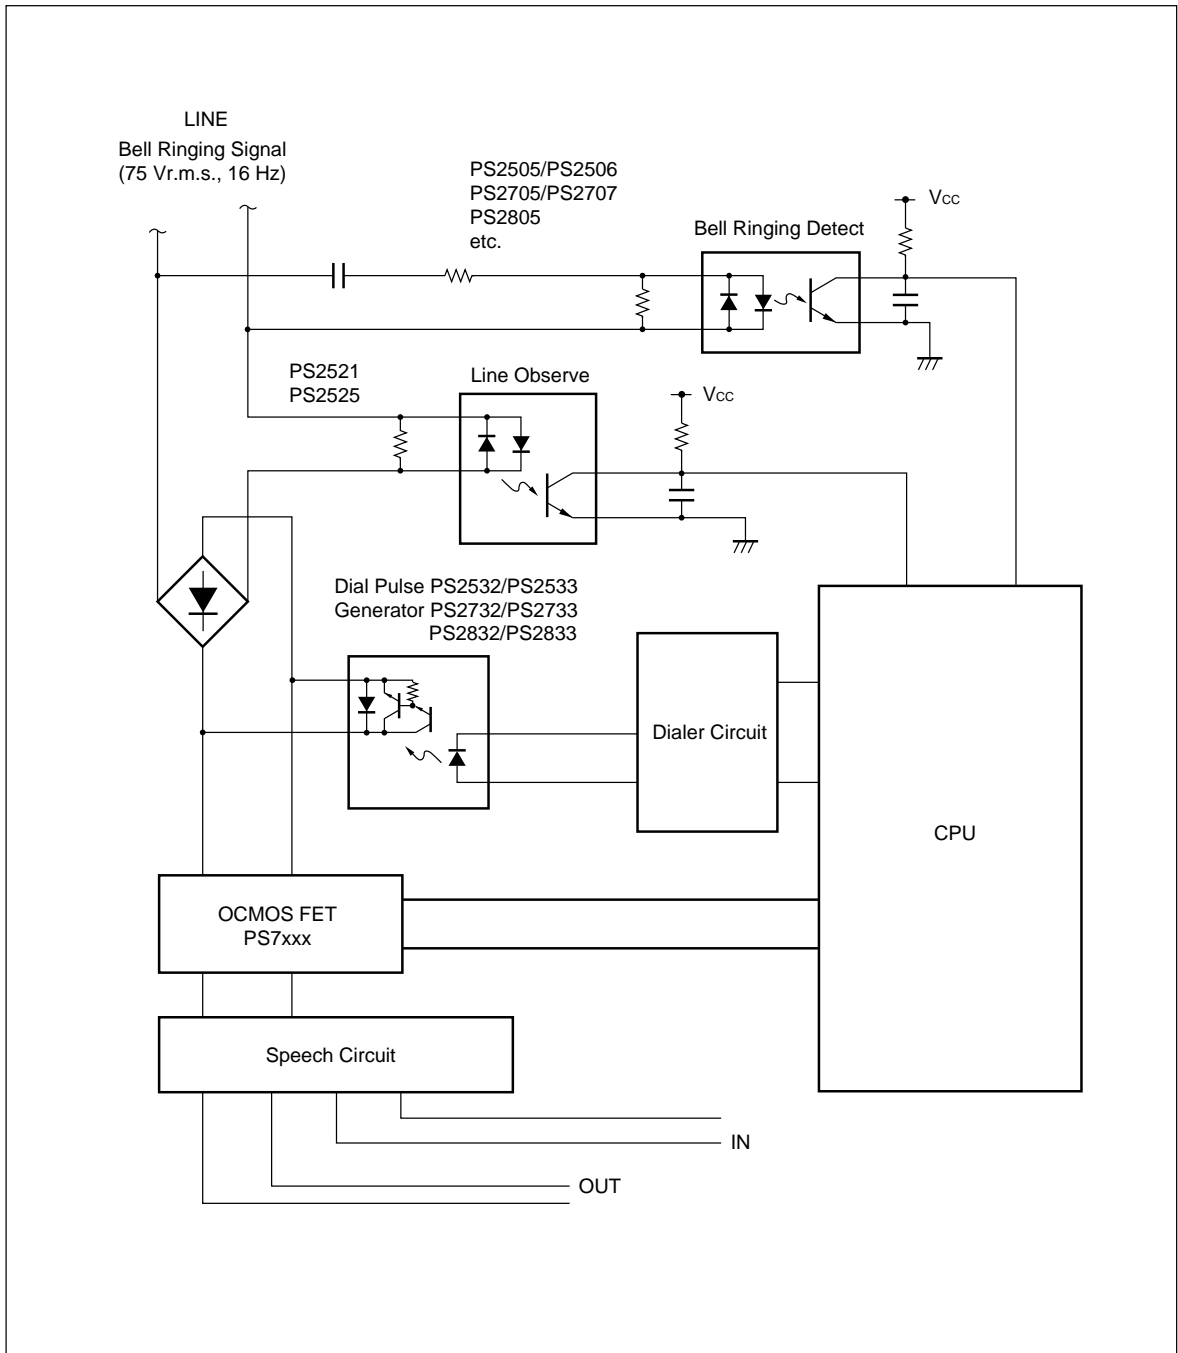 LINE
Bell Ringing Signal
(75 Vr.m.s., 16 Hz)
PS2505/PS2506
PS2705/PS2707
PS2805
etc.
Bell Ringing Detect
VCC
PS2521
PS2525
Line Observe
VCC
Dial Pulse PS2532/PS2533
Generator PS2732/PS2733
PS2832/PS2833
Dialer Circuit
CPU
OCMOS FET
PS7xxx
Speech Circuit
IN
OUT